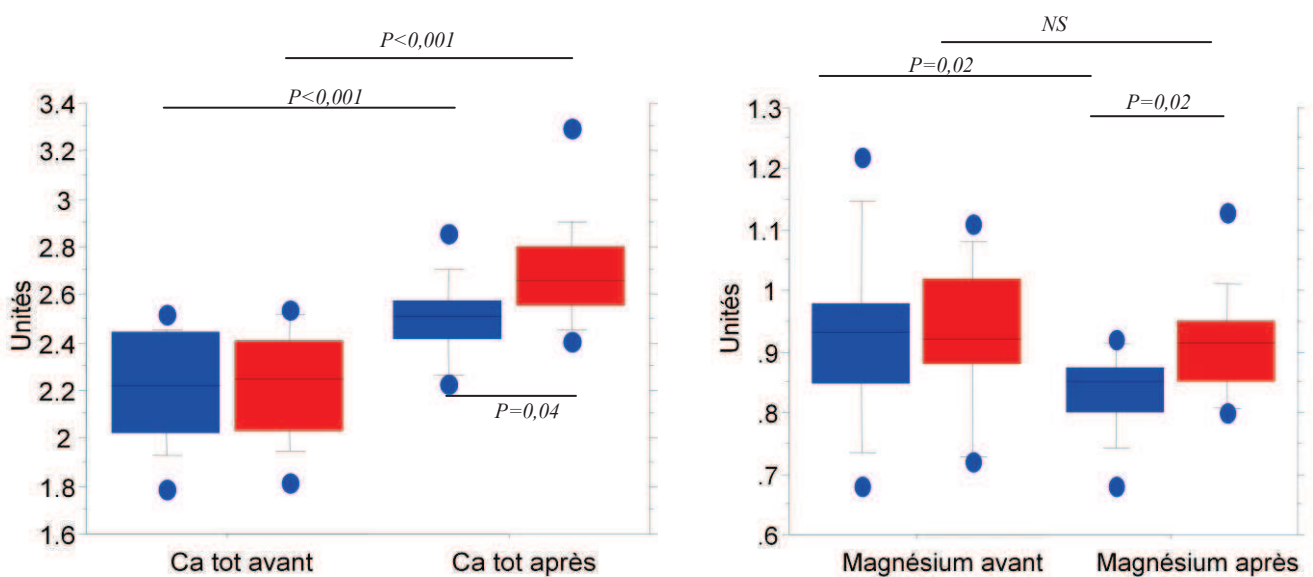 P<0,001
P<0,001
3.4
3.2
3
2.8
2.6
2.4
2.2
2
1.8
1.6
Unités
P=0,04
Ca tot avant
Ca tot après
NS
P=0,02
P=0,02
1.3
1.2
1.1
1
.9
.8
.7
.6
Unités
Magnésium avant
Magnésium après